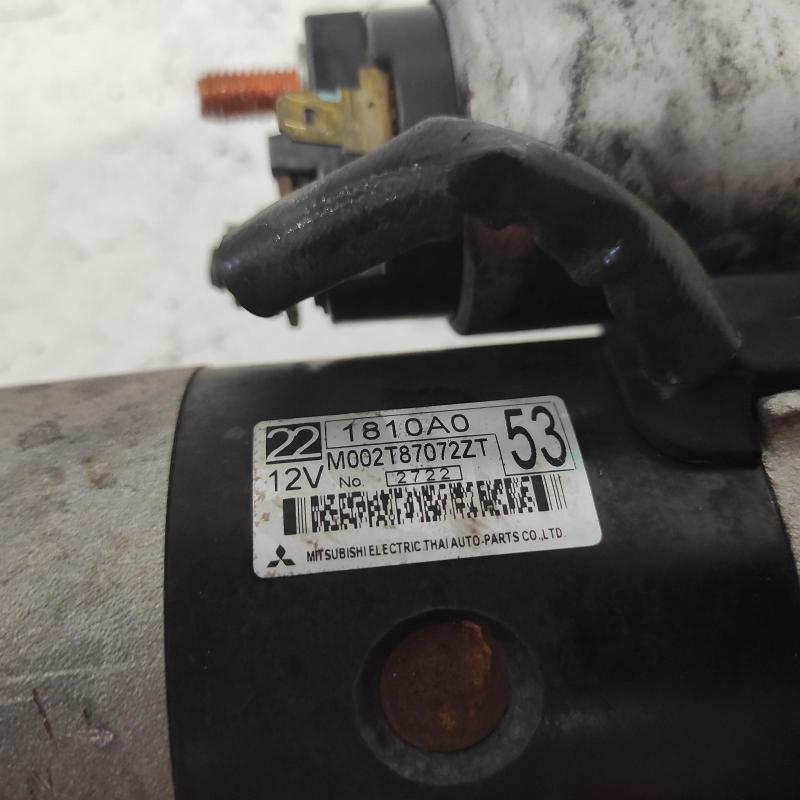 22 1810A0 53
12V M002T87072ZT
No. 2722
MITSUBISHI ELECTRIC THAI AUTO-PARTS CO.,LTD.